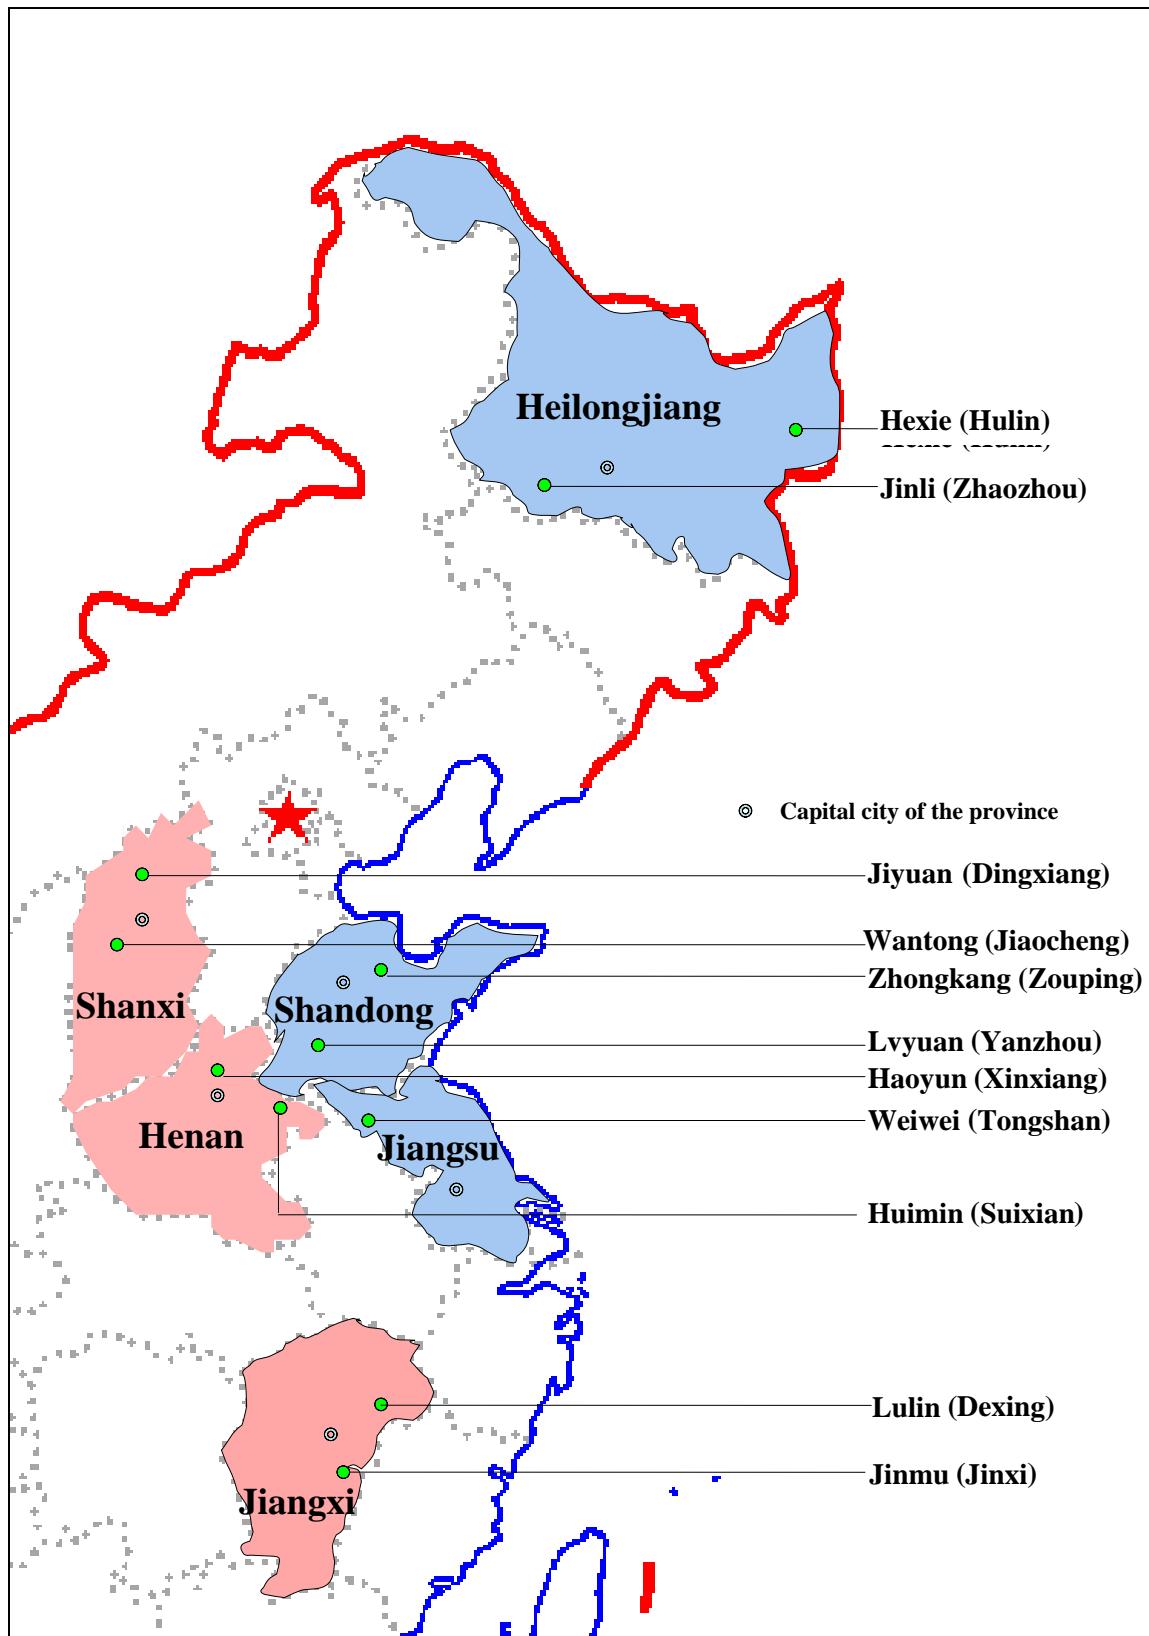 Heilongjiang
Hexie (Hulin)
Jinli (Zhaozhou)
Capital city of the province
Jiyuan (Dingxiang)
Wantong (Jiaocheng)
Zhongkang (Zouping)
Shanxi
Shandong
Lvyuan (Yanzhou)
Haoyun (Xinxiang)
Weiwei (Tongshan)
Henan
Jiangsu
Huimin (Suixian)
Lulin (Dexing)
Jinmu (Jinxi)
Jiangxi